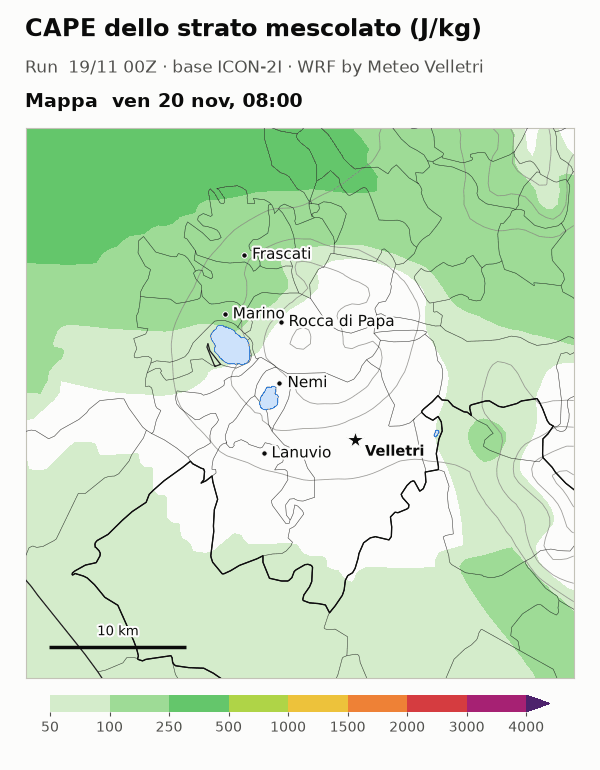 CAPE dello strato mescolato (J/kg)
Run  19/11 00Z · base ICON-2I · WRF by Meteo Velletri
Mappa  ven 20 nov, 08:00
Frascati
Marino
Rocca di Papa
Nemi
Velletri
Lanuvio
10 km
50 100 250 500 1000 1500 2000 3000 4000